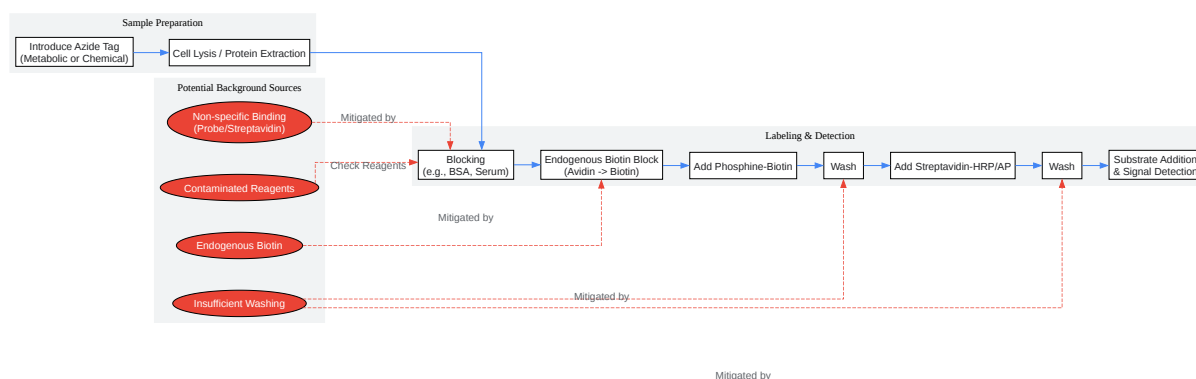 Sample Preparation
Introduce Azide Tag
(Metabolic or Chemical)
Cell Lysis / Protein Extraction
Potential Background Sources
Non-specific Binding
(Probe/Streptavidin)
Mitigated by
Labeling & Detection
Check Reagents
Blocking
(e.g., BSA, Serum)
Endogenous Biotin Block
(Avidin -> Biotin)
Add Phosphine-Biotin
Wash
Add Streptavidin-HRP/AP
Wash
Substrate Addition
& Signal Detection
Contaminated Reagents
Mitigated by
Endogenous Biotin
Mitigated by
Insufficient Washing
Mitigated by